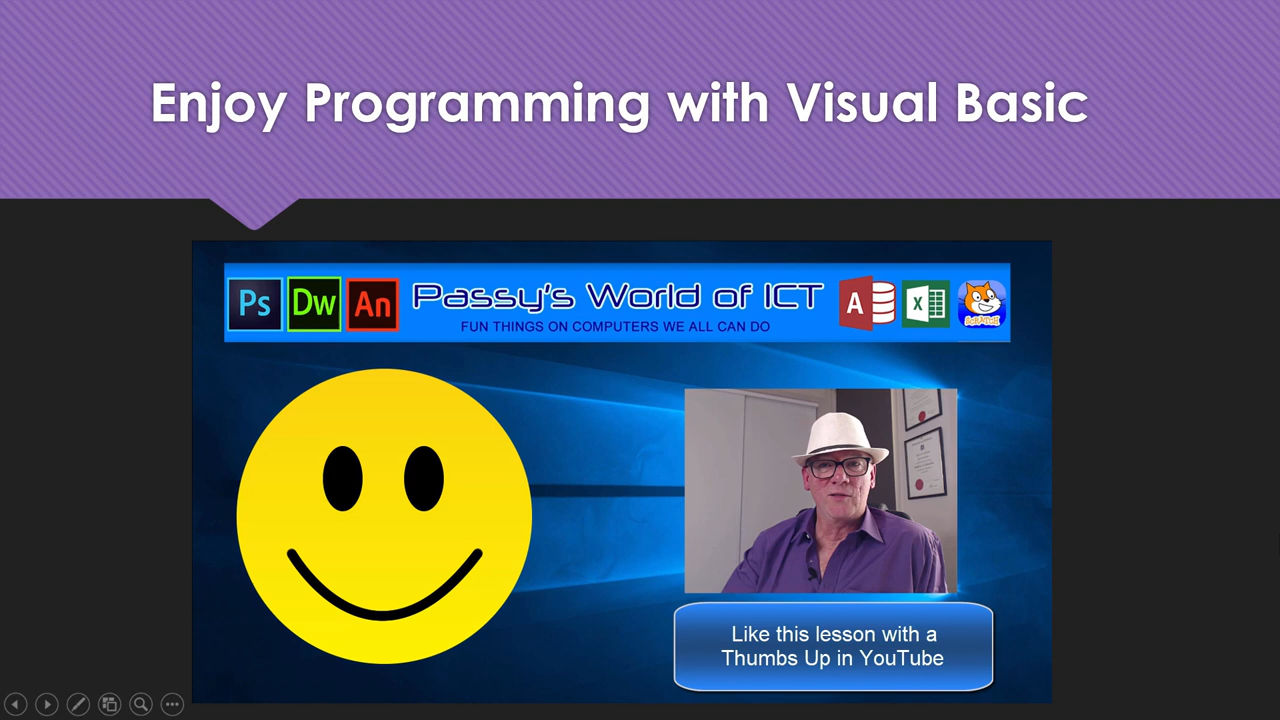 Enjoy Programming with Visual Basic
Ps Dw An Passy's World of ICT A X SCRATCH
FUN THINGS ON COMPUTERS WE ALL CAN DO
Like this lesson with a
Thumbs Up in YouTube